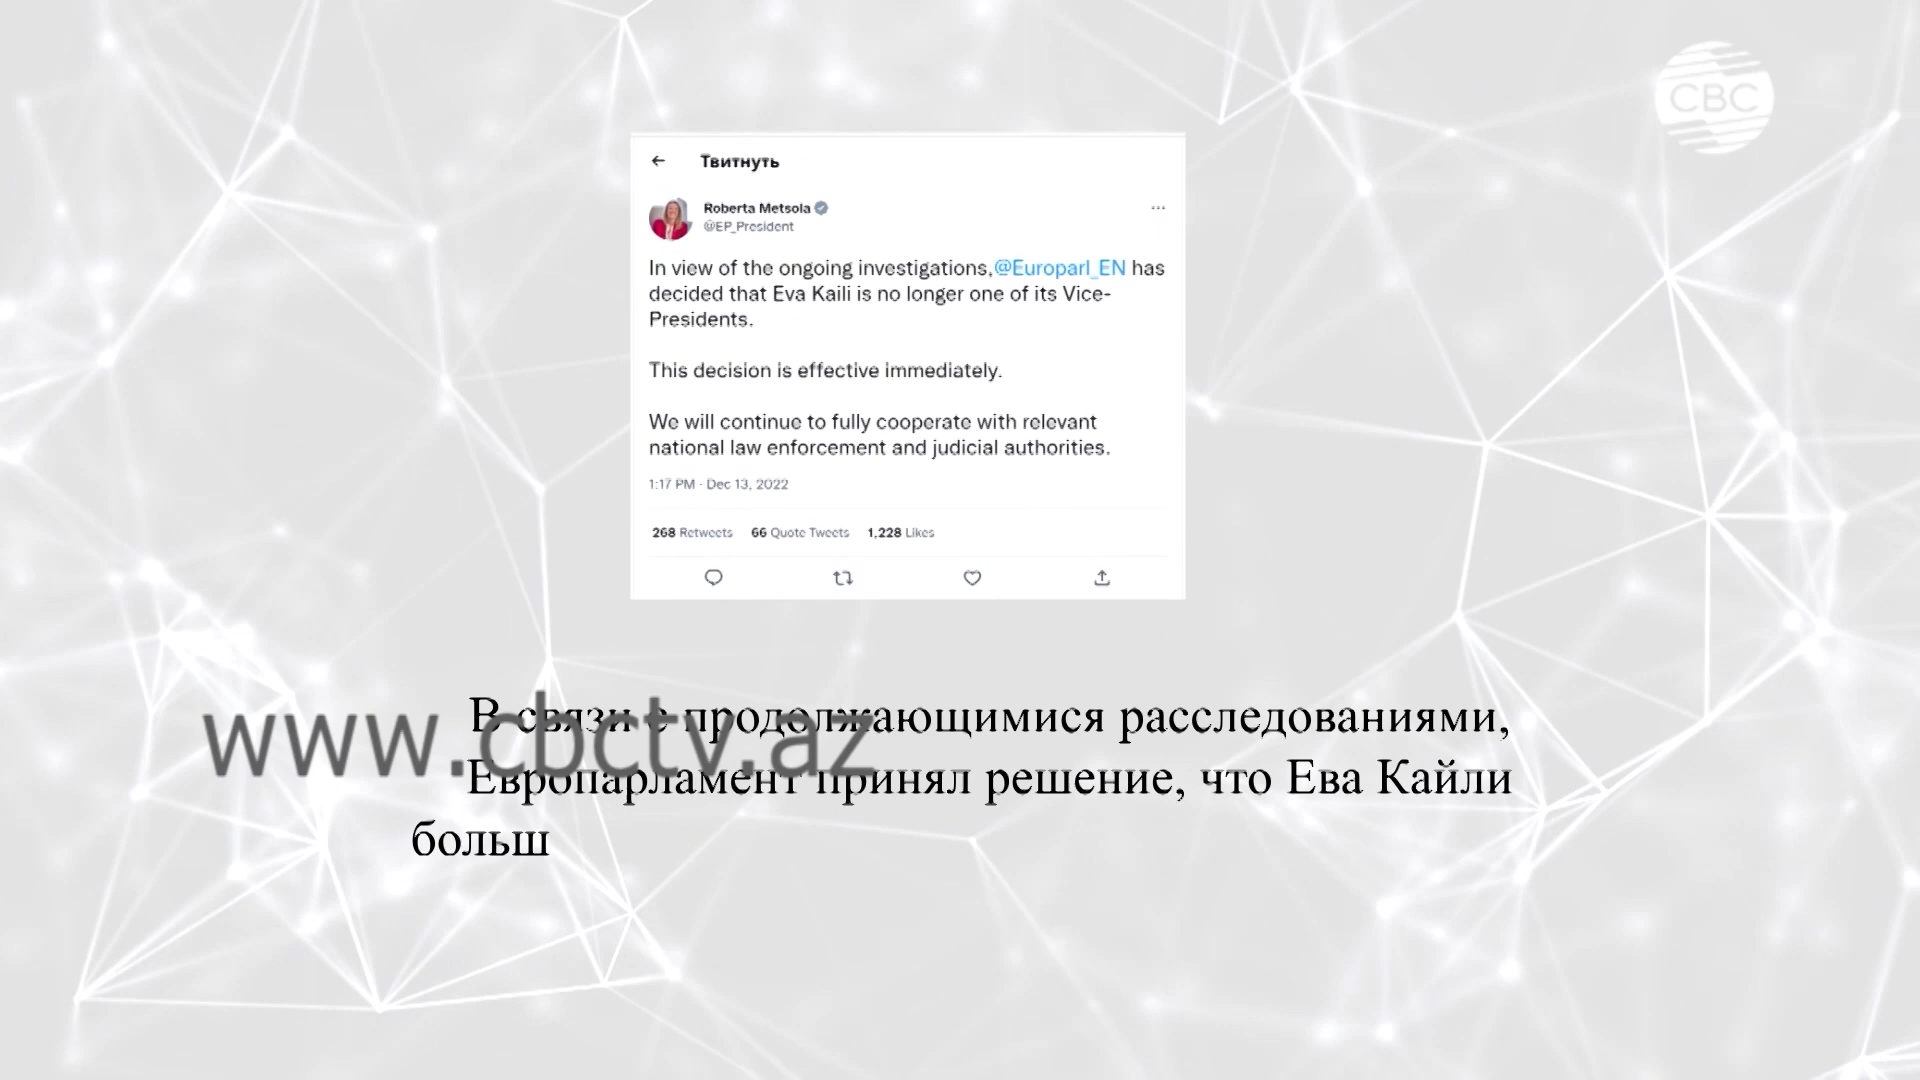 CBC
Твитнуть
Roberta Metsola
@EP_President
In view of the ongoing investigations,@Europarl_EN has
decided that Eva Kaili is no longer one of its Vice-
Presidents.
This decision is effective immediately.
We will continue to fully cooperate with relevant
national law enforcement and judicial authorities.
1:17 PM · Dec 13, 2022
268 Retweets 66 Quote Tweets 1,228 Likes
В связи с продолжающимися расследованиями,
www.cbctv.az
Европарламент принял решение, что Ева Кайли
больш